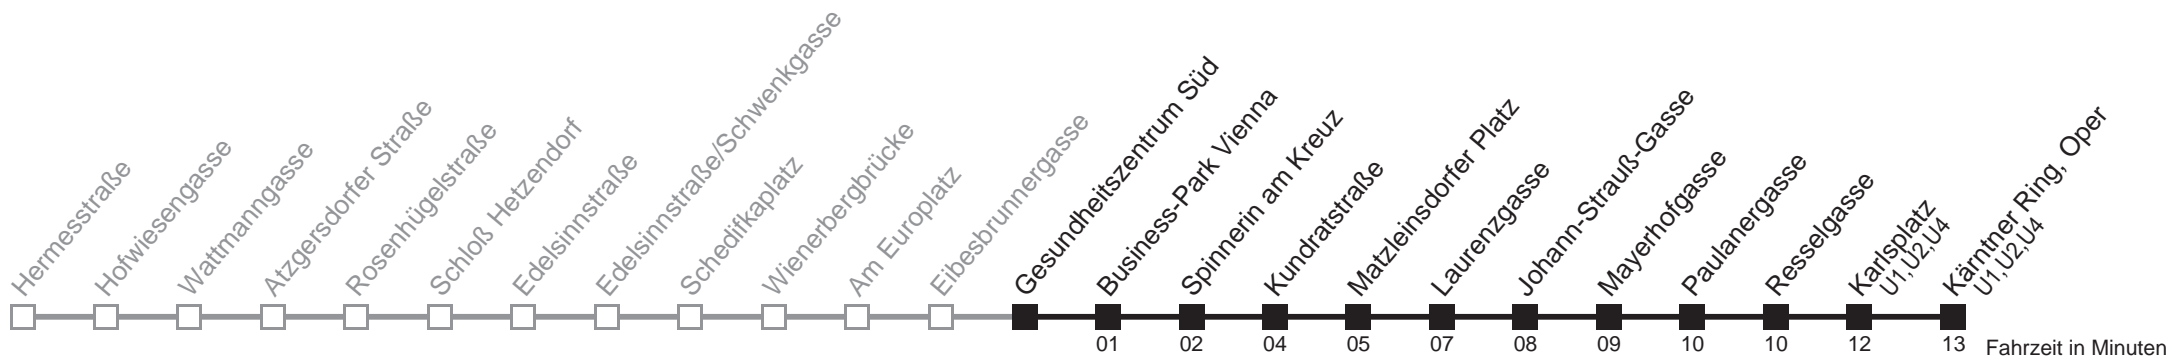 Hermesstraße
Hofwiesengasse
Wattmanngasse
Atzgersdorfer Straße
Rosenhügelstraße
Schloß Hetzendorf
Edelsinnstraße
Edelsinnstraße/Schwenkgasse
Schedifkaplatz
Wienerbergbrücke
Am Europlatz
Eibesbrunnergasse
Gesundheitszentrum Süd
Business-Park Vienna
Spinnerin am Kreuz
Kundratstraße
Matzleinsdorfer Platz
Laurenzgasse
Johann-Strauß-Gasse
Mayerhofgasse
Paulanergasse
Resselgasse
Karlsplatz
U1,U2,U4
Kärntner Ring, Oper
U1,U2,U4
01 02 04 05 07 08 09 10 10 12 13 Fahrzeit in Minuten